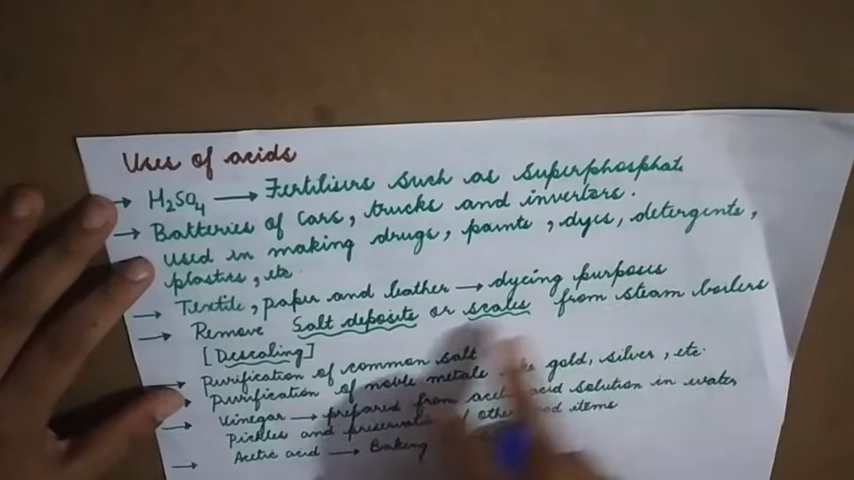 Uses of acids
→ H2SO4 → Fertilisers such as superphosphate
→ Batteries of Cars, trucks and invertors.
used in making drugs, paints, dyes, detergents,
plastics, etc
→ Textile, paper and leather → dyeing purposes
→ Remove Salt deposits or scales from steam boilers
[Descaling]
→ Purification of common salt
Purification of noble metals gold, silver, etc.
→ Vinegar → prepared from acetic acid solution in water
Pickles and other food items
→ Acetic acid → Baking